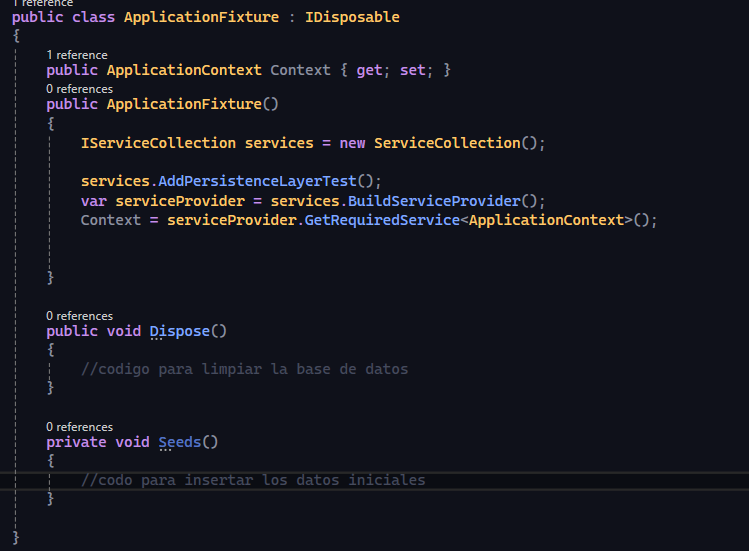 1 reference
public class ApplicationFixture : IDisposable
{
1 reference
public ApplicationContext Context { get; set; }
0 references
public ApplicationFixture()
{
IServiceCollection services = new ServiceCollection();
services.AddPersistenceLayerTest();
var serviceProvider = services.BuildServiceProvider();
Context = serviceProvider.GetRequiredService<ApplicationContext>();
}
0 references
public void Dispose()
{
//codigo para limpiar la base de datos
}
0 references
private void Seeds()
{
//codo para insertar los datos iniciales
}
}